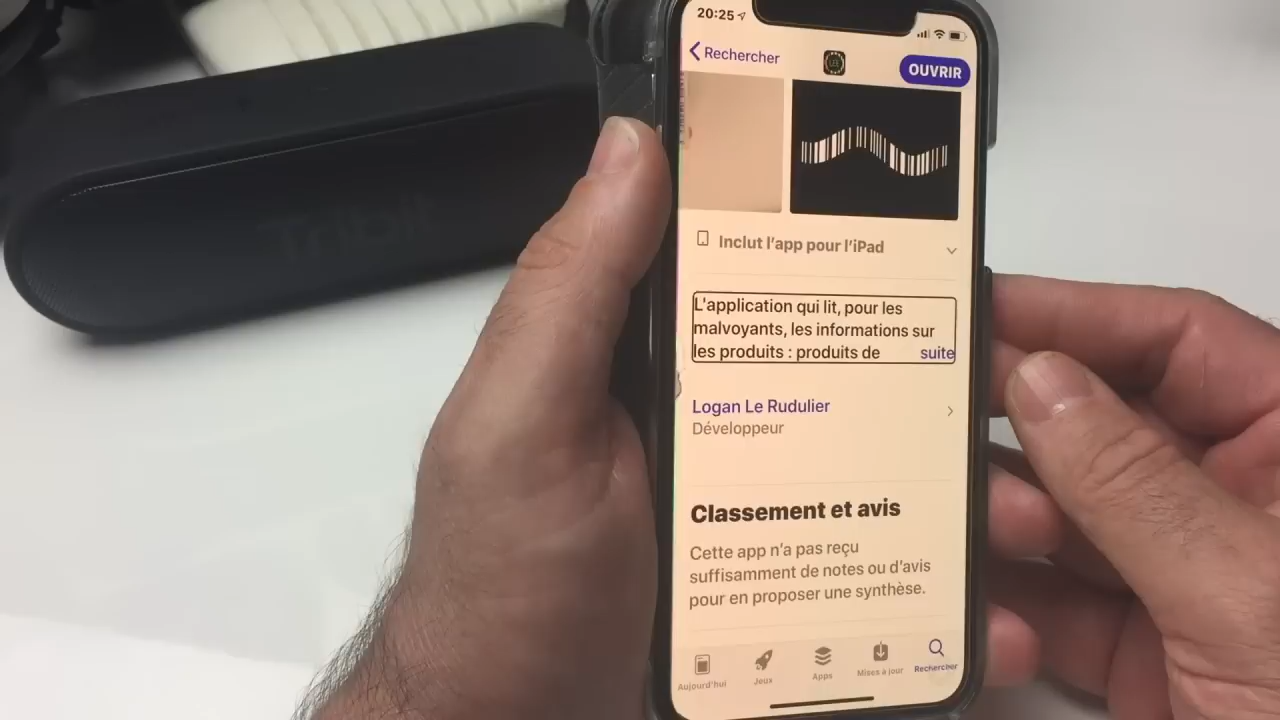 20:25
Rechercher
LEE
OUVRIR
Inclut l'app pour l'iPad
L'application qui lit, pour les
malvoyants, les informations sur
les produits : produits de suite
Logan Le Rudulier
Développeur
Classement et avis
Cette app n'a pas reçu
suffisamment de notes ou d'avis
pour en proposer une synthèse.
Aujourd'hui
Jeux
Apps
Mises à jour
Rechercher
Tribit